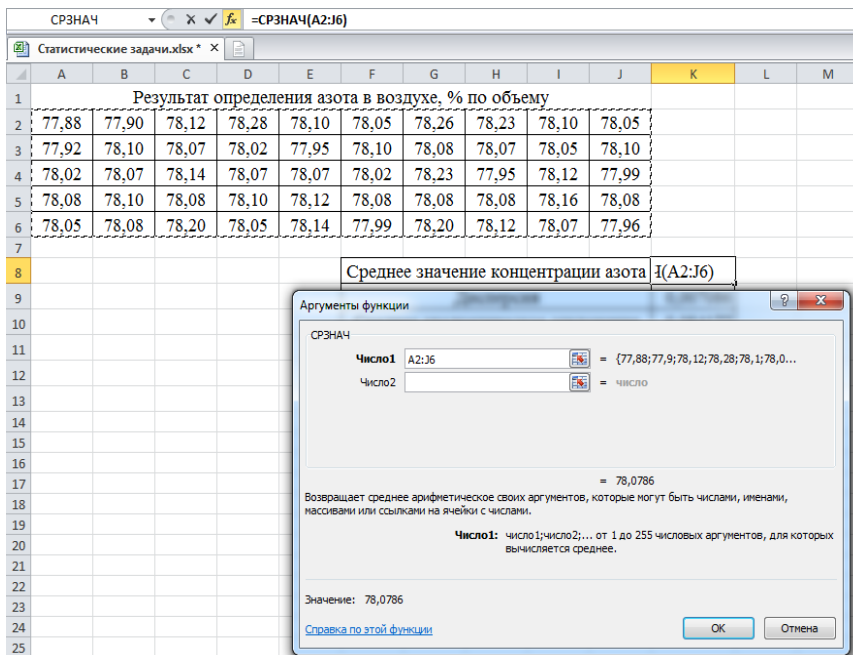 СРЗНАЧ fx =СРЗНАЧ(A2:J6)
Статистические задачи.xlsx *
A B C D E F G H I J K L M
1 Результат определения азота в воздухе, % по объему
2 77,88 77,90 78,12 78,28 78,10 78,05 78,26 78,23 78,10 78,05
3 77,92 78,10 78,07 78,02 77,95 78,10 78,08 78,07 78,05 78,10
4 78,02 78,07 78,14 78,07 78,07 78,02 78,23 77,95 78,12 77,99
5 78,08 78,10 78,08 78,10 78,12 78,08 78,08 78,08 78,16 78,08
6 78,05 78,08 78,20 78,05 78,14 77,99 78,20 78,12 78,07 77,96
7
8 Среднее значение концентрации азота (A2:J6)
9 Аргументы функции
10 СРЗНАЧ
11 Число1 A2:J6 = {77,88;77,9;78,12;78,28;78,1;78,0...
12 Число2 = число
13
14
15
16
17 = 78,0786
18 Возвращает среднее арифметическое своих аргументов, которые могут быть числами, именами,
массивами или ссылками на ячейки с числами.
19 Число1: число1;число2;... от 1 до 255 числовых аргументов, для которых
20 вычисляется среднее.
21
22
23 Значение: 78,0786
24 Справка по этой функции ОК Отмена
25